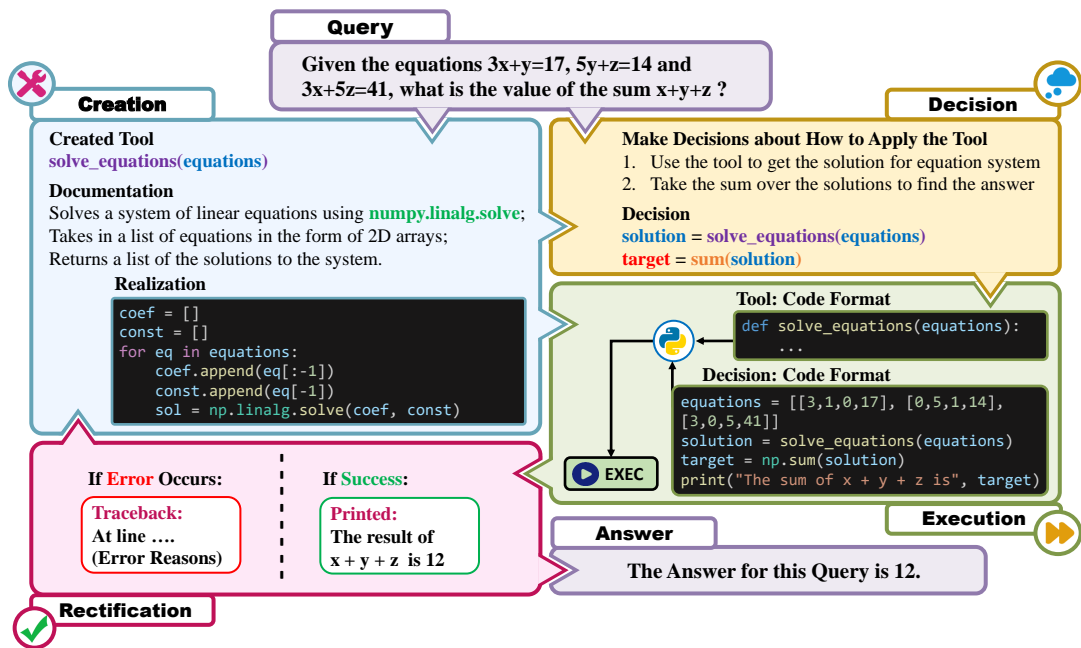 Query
Given the equations 3x+y=17, 5y+z=14 and
3x+5z=41, what is the value of the sum x+y+z ?
Creation
Created Tool
solve_equations(equations)
Documentation
Solves a system of linear equations using numpy.linalg.solve;
Takes in a list of equations in the form of 2D arrays;
Returns a list of the solutions to the system.
Realization
coef = []
const = []
for eq in equations:
    coef.append(eq[:-1])
    const.append(eq[-1])
    sol = np.linalg.solve(coef, const)
Decision
Make Decisions about How to Apply the Tool
1. Use the tool to get the solution for equation system
2. Take the sum over the solutions to find the answer
Decision
solution = solve_equations(equations)
target = sum(solution)
Tool: Code Format
def solve_equations(equations):
    ...
Decision: Code Format
equations = [[3,1,0,17], [0,5,1,14],
[3,0,5,41]]
solution = solve_equations(equations)
target = np.sum(solution)
print("The sum of x + y + z is", target)
EXEC
Execution
If Error Occurs:
Traceback:
At line ….
(Error Reasons)
If Success:
Printed:
The result of
x + y + z is 12
Rectification
Answer
The Answer for this Query is 12.